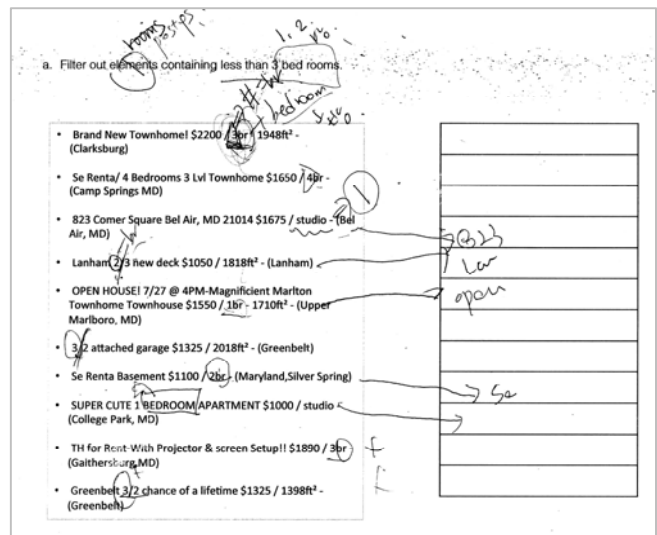 rooms
posts
1, 2
a. Filter out elements containing less than 3 bed rooms.
bedroom
• Brand New Townhome! $2200 / 3br / 1948ft² -
(Clarksburg)
• Se Renta/ 4 Bedrooms 3 Lvl Townhome $1650 / 4br -
(Camp Springs MD)
1
• 823 Comer Square Bel Air, MD 21014 $1675 / studio - (Bel
Air, MD)
823
• Lanham 2/3 new deck $1050 / 1818ft² - (Lanham)
Lan
• OPEN HOUSE! 7/27 @ 4PM-Magnificient Marlton
Townhome Townhouse $1550 / 1br - 1710ft² - (Upper
Marlboro, MD)
open
• 3/2 attached garage $1325 / 2018ft² - (Greenbelt)
• Se Renta Basement $1100 / 2br - (Maryland,Silver Spring)
Se
• SUPER CUTE 1 BEDROOM APARTMENT $1000 / studio -
(College Park, MD)
• TH for Rent-With Projector & screen Setup!! $1890 / 3br
(Gaithersburg,MD)
• Greenbelt 3/2 chance of a lifetime $1325 / 1398ft² -
(Greenbelt)